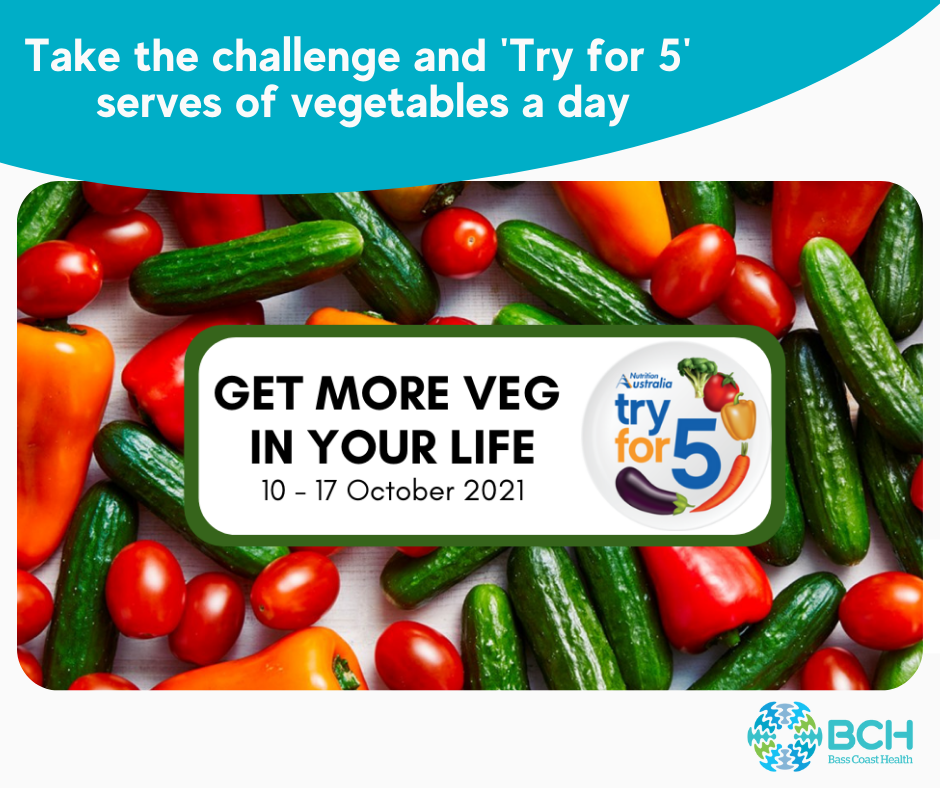 Take the challenge and 'Try for 5'
serves of vegetables a day
GET MORE VEG
IN YOUR LIFE
10 - 17 October 2021
Nutrition
Australia
try
for 5
BCH
Bass Coast Health